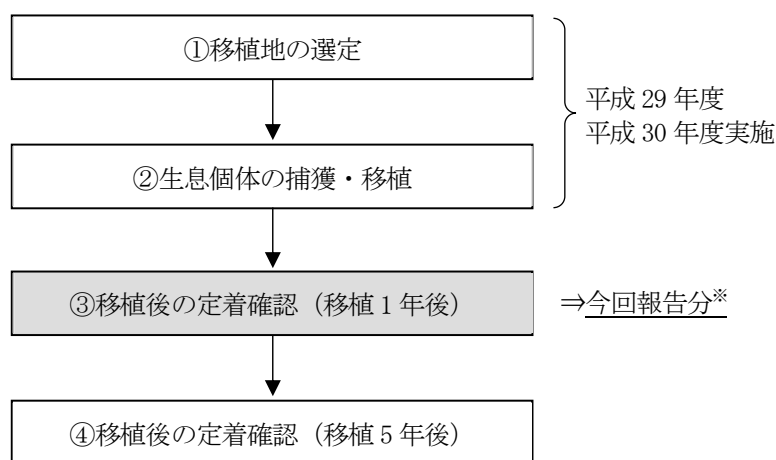 ①移植地の選定
平成 29 年度
平成 30 年度実施
②生息個体の捕獲・移植
③移植後の定着確認（移植 1 年後）
⇒今回報告分※
④移植後の定着確認（移植 5 年後）